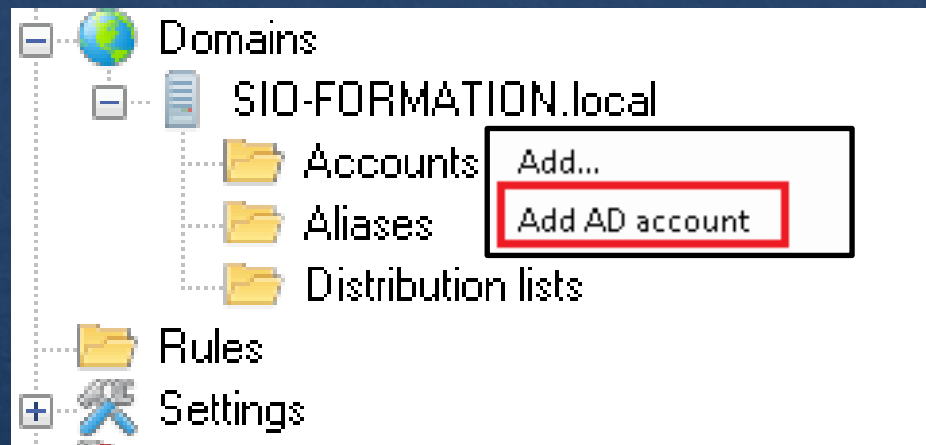 Domains
SIO-FORMATION.local
Accounts
Add...
Add AD account
Aliases
Distribution lists
Rules
Settings